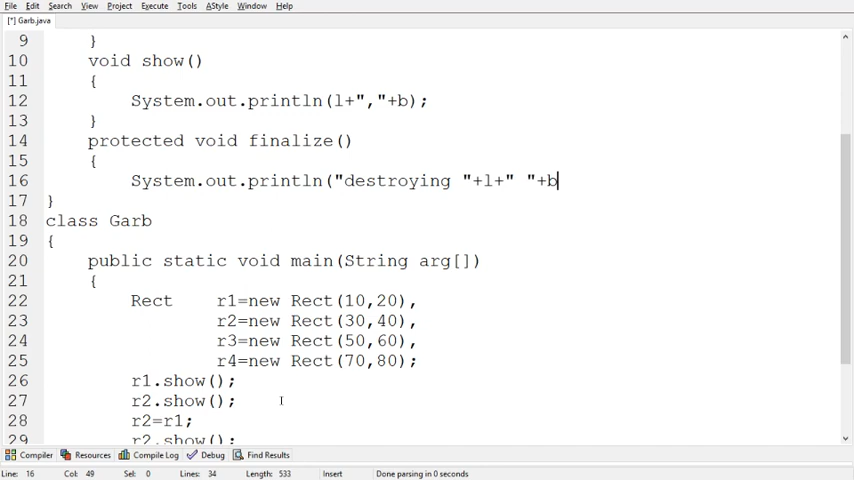 File Edit Search View Project Execute Tools AStyle Window Help
[*] Garb.java
9 }
10 void show()
11 {
12 System.out.println(l+","+b);
13 }
14 protected void finalize()
15 {
16 System.out.println("destroying "+l+" "+b
17 }
18 class Garb
19 {
20 public static void main(String arg[])
21 {
22 Rect r1=new Rect(10,20),
23 r2=new Rect(30,40),
24 r3=new Rect(50,60),
25 r4=new Rect(70,80);
26 r1.show();
27 r2.show();
28 r2=r1;
29 r2.show();
Compiler Resources Compile Log Debug Find Results
Line: 16 Col: 49 Sel: 0 Lines: 34 Length: 533 Insert Done parsing in 0 seconds